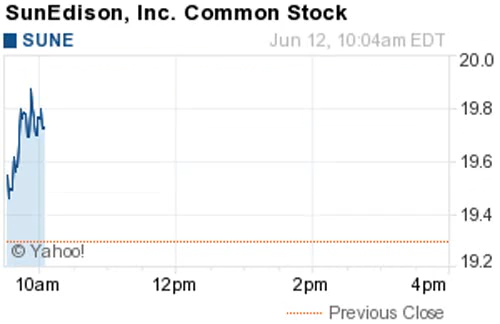 SunEdison, Inc. Common Stock
SUNE Jun 12, 10:04am EDT
20.0
19.8
19.6
19.4
19.2
© Yahoo!
10am 12pm 2pm 4pm
Previous Close